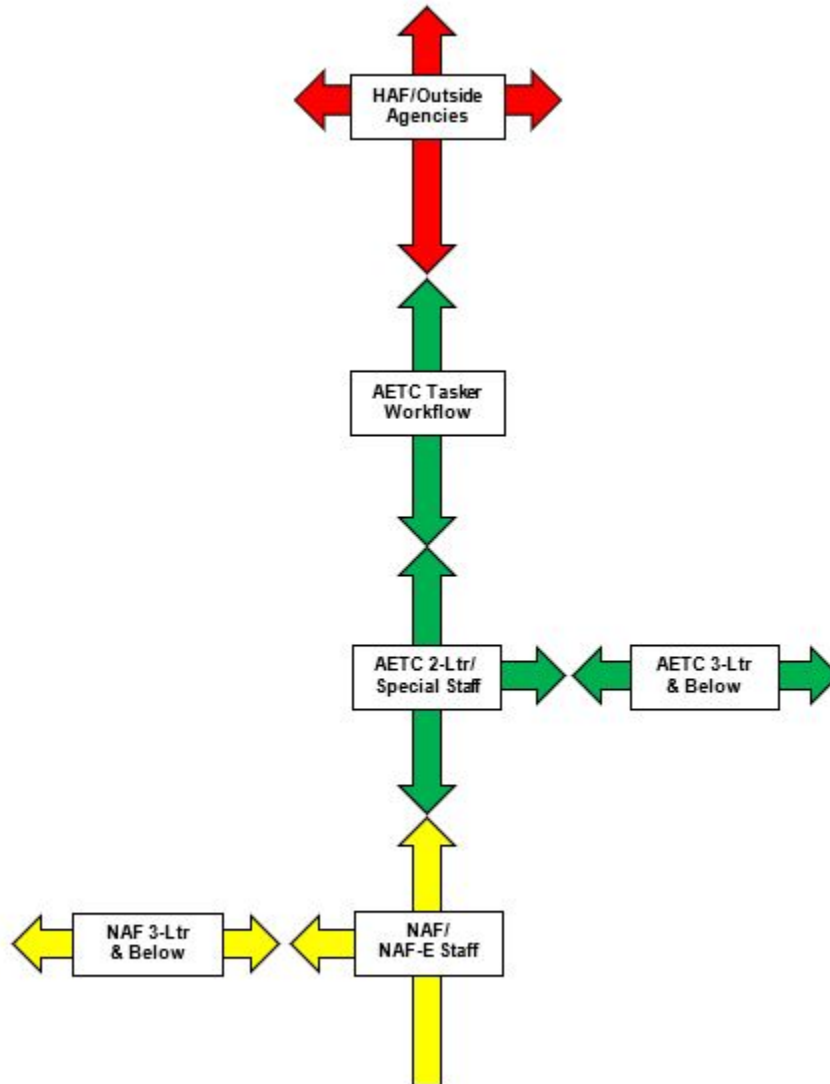 HAF/Outside
Agencies
AETC Tasker
Workflow
AETC 2-Ltr/
Special Staff
AETC 3-Ltr
& Below
NAF 3-Ltr
& Below
NAF/
NAF-E Staff